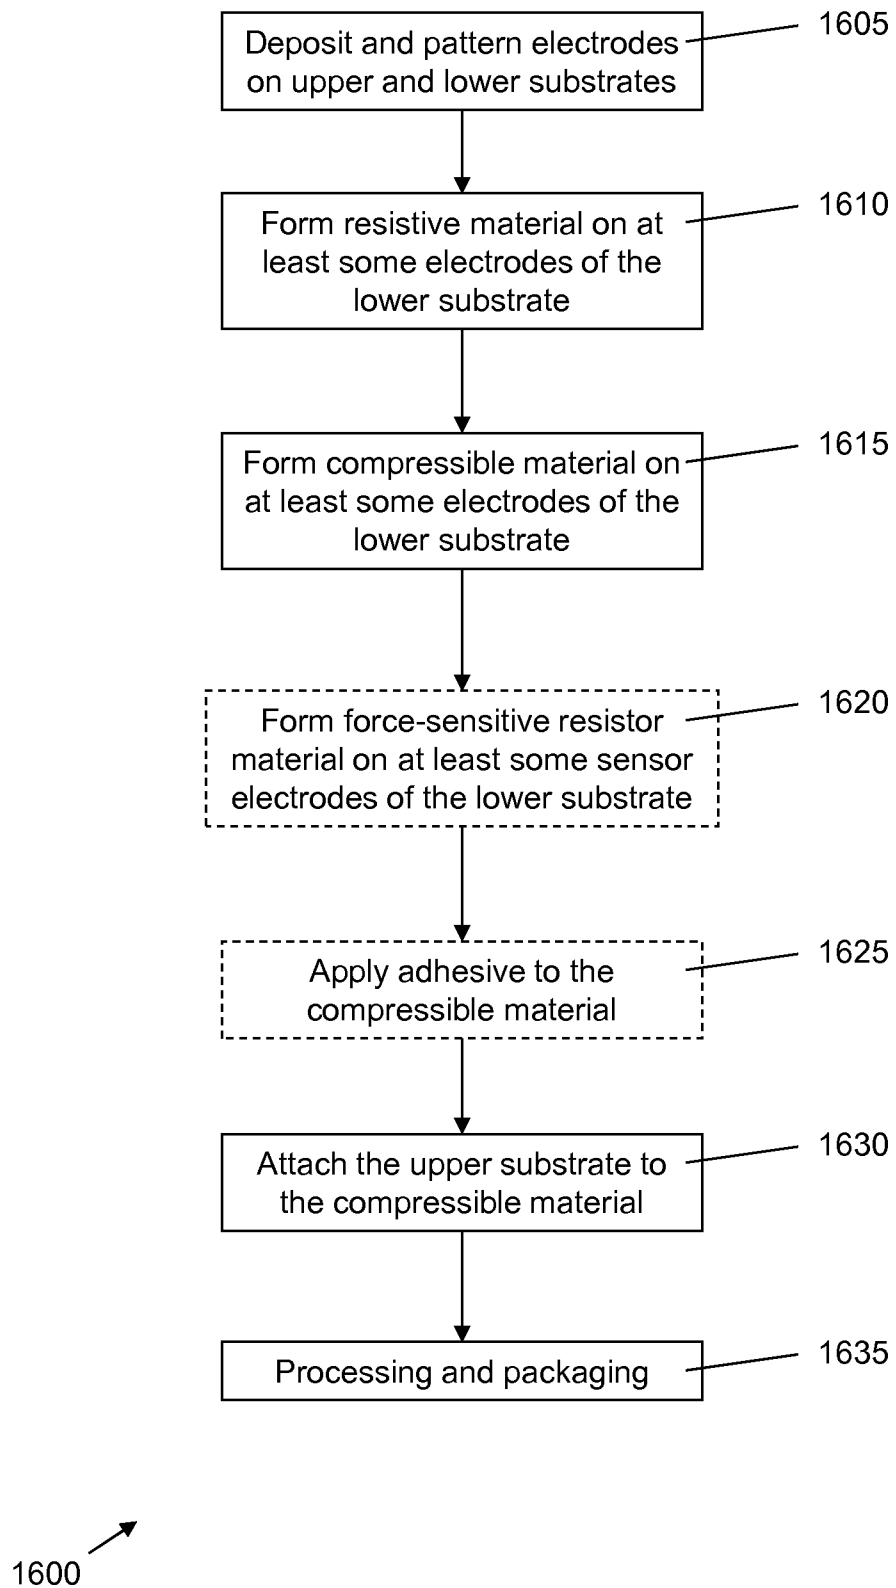 1605
Deposit and pattern electrodes
on upper and lower substrates
1610
Form resistive material on at
least some electrodes of the
lower substrate
1615
Form compressible material on
at least some electrodes of the
lower substrate
1620
Form force-sensitive resistor
material on at least some sensor
electrodes of the lower substrate
1625
Apply adhesive to the
compressible material
1630
Attach the upper substrate to
the compressible material
1635
Processing and packaging
1600